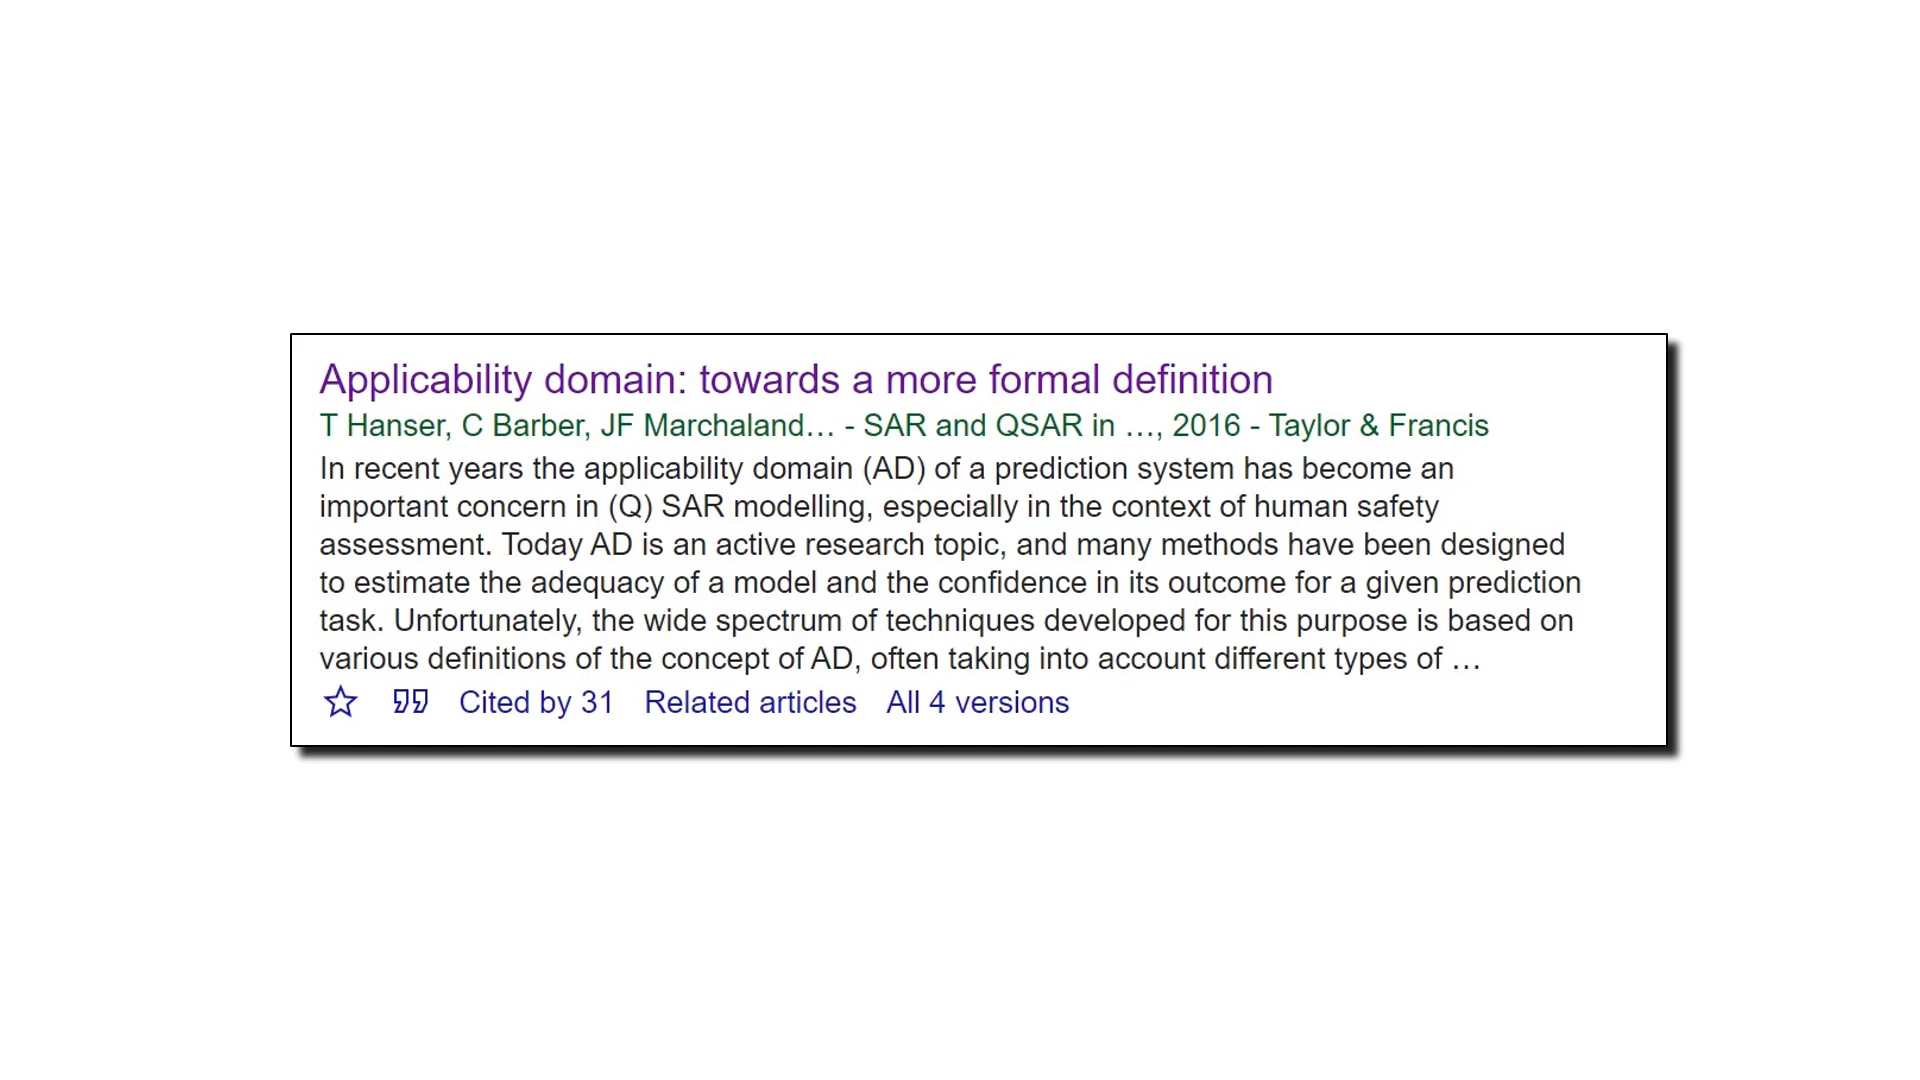 Applicability domain: towards a more formal definition
T Hanser, C Barber, JF Marchaland… - SAR and QSAR in …, 2016 - Taylor & Francis
In recent years the applicability domain (AD) of a prediction system has become an
important concern in (Q) SAR modelling, especially in the context of human safety
assessment. Today AD is an active research topic, and many methods have been designed
to estimate the adequacy of a model and the confidence in its outcome for a given prediction
task. Unfortunately, the wide spectrum of techniques developed for this purpose is based on
various definitions of the concept of AD, often taking into account different types of …
Cited by 31 Related articles All 4 versions